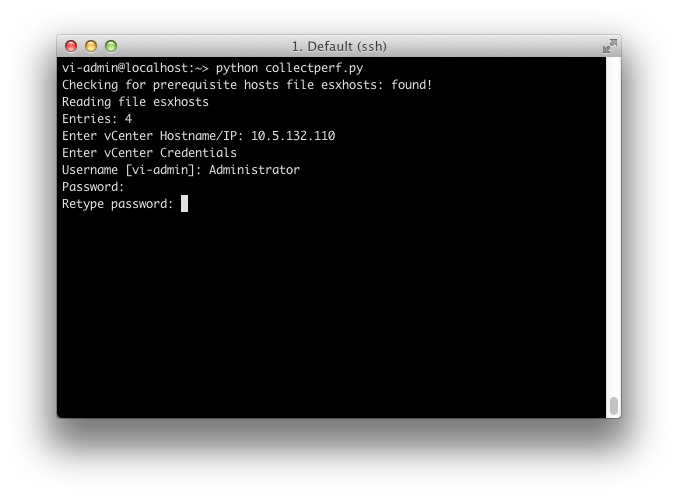 1. Default (ssh)
vi-admin@localhost:~> python collectperf.py
Checking for prerequisite hosts file esxhosts: found!
Reading file esxhosts
Entries: 4
Enter vCenter Hostname/IP: 10.5.132.110
Enter vCenter Credentials
Username [vi-admin]: Administrator
Password:
Retype password: